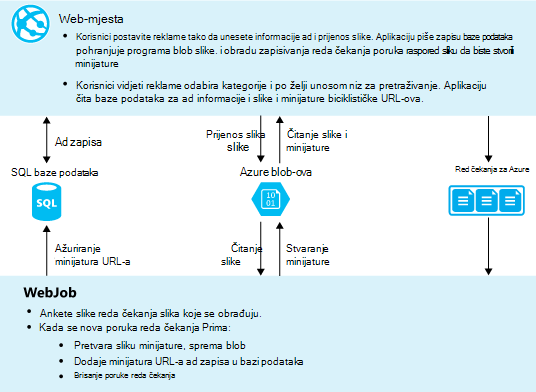 Web-mjesta
• Korisnici postavite reklame tako da unesete informacije ad i prijenos slike. Aplikaciju piše zapisu baze podataka
pohranjuje programa blob slike. i obradu zapisivanja reda čekanja poruka raspored sliku da biste stvorili
minijature
• Korisnici vidjeti reklame odabira kategorije i po želji unosom niz za pretraživanje. Aplikaciju
čita baze podataka za ad informacije i slike i minijature biciklističke URL-ova.
Ad zapisa
Prijenos slika
slike
Čitanje slike i
minijature
SQL baze podataka
Azure blob-ova
Red čekanja za Azure
SQL
10
01
Ažuriranje
minijatura URL-a
Čitanje
slike
Stvaranje
minijature
WebJob
• Ankete slike reda čekanja slika koje se obrađuju.
• Kada se nova poruka reda čekanja Prima:
• Pretvara sliku minijature, sprema blob
• Dodaje minijatura URL-a ad zapisa u bazi podataka
• Brisanje poruke reda čekanja